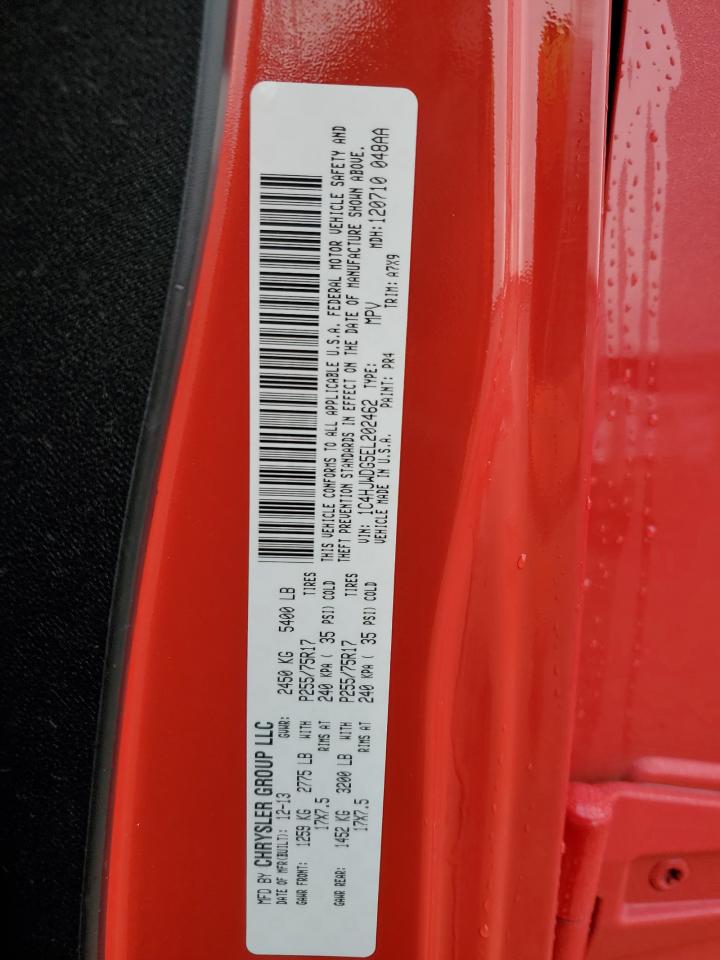 MFD BY CHRYSLER GROUP LLC
DATE OF MFR(BUILT): 12-13 GVWR: 2450 KG 5400 LB
GAWR FRONT: 1259 KG 2775 LB WITH P255/75R17 TIRES
17X7.5 RIMS AT 240 KPA ( 35 PSI) COLD
GAWR REAR: 1452 KG 3200 LB WITH P255/75R17 TIRES
17X7.5 RIMS AT 240 KPA ( 35 PSI) COLD
THIS VEHICLE CONFORMS TO ALL APPLICABLE U.S.A. FEDERAL MOTOR VEHICLE SAFETY AND
THEFT PREVENTION STANDARDS IN EFFECT ON THE DATE OF MANUFACTURE SHOWN ABOVE.
VIN: 1C4HJWDG5EL202462 TYPE: MPV MDH:120710 048AA
VEHICLE MADE IN U.S.A. PAINT: PR4 TRIM: A7X9